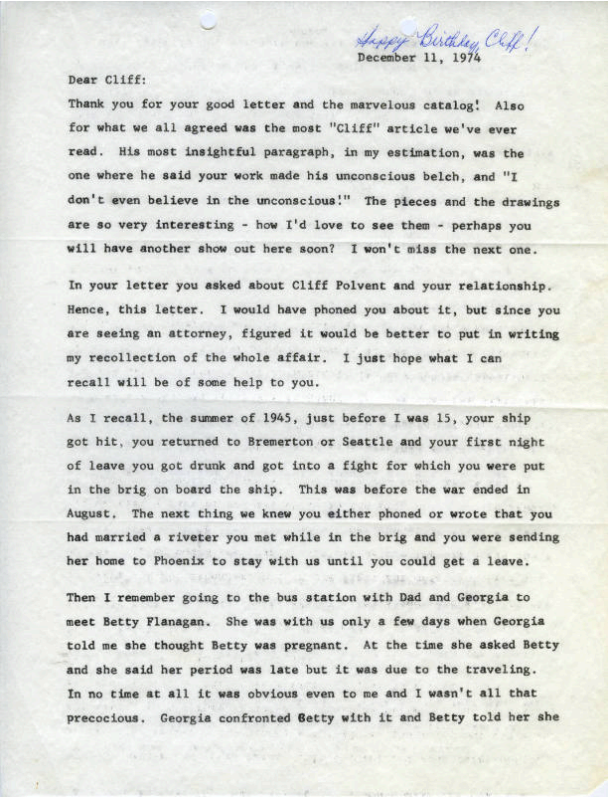 Happy Birthday, Cliff!
December 11, 1974
Dear Cliff:
Thank you for your good letter and the marvelous catalog! Also
for what we all agreed was the most "Cliff" article we've ever
read. His most insightful paragraph, in my estimation, was the
one where he said your work made his unconscious belch, and "I
don't even believe in the unconscious!" The pieces and the drawings
are so very interesting - how I'd love to see them - perhaps you
will have another show out here soon? I won't miss the next one.
In your letter you asked about Cliff Polvent and your relationship.
Hence, this letter. I would have phoned you about it, but since you
are seeing an attorney, figured it would be better to put in writing
my recollection of the whole affair. I just hope what I can
recall will be of some help to you.
As I recall, the summer of 1945, just before I was 15, your ship
got hit, you returned to Bremerton or Seattle and your first night
of leave you got drunk and got into a fight for which you were put
in the brig on board the ship. This was before the war ended in
August. The next thing we knew you either phoned or wrote that you
had married a riveter you met while in the brig and you were sending
her home to Phoenix to stay with us until you could get a leave.
Then I remember going to the bus station with Dad and Georgia to
meet Betty Flanagan. She was with us only a few days when Georgia
told me she thought Betty was pregnant. At the time she asked Betty
and she said her period was late but it was due to the traveling.
In no time at all it was obvious even to me and I wasn't all that
precocious. Georgia confronted Betty with it and Betty told her she